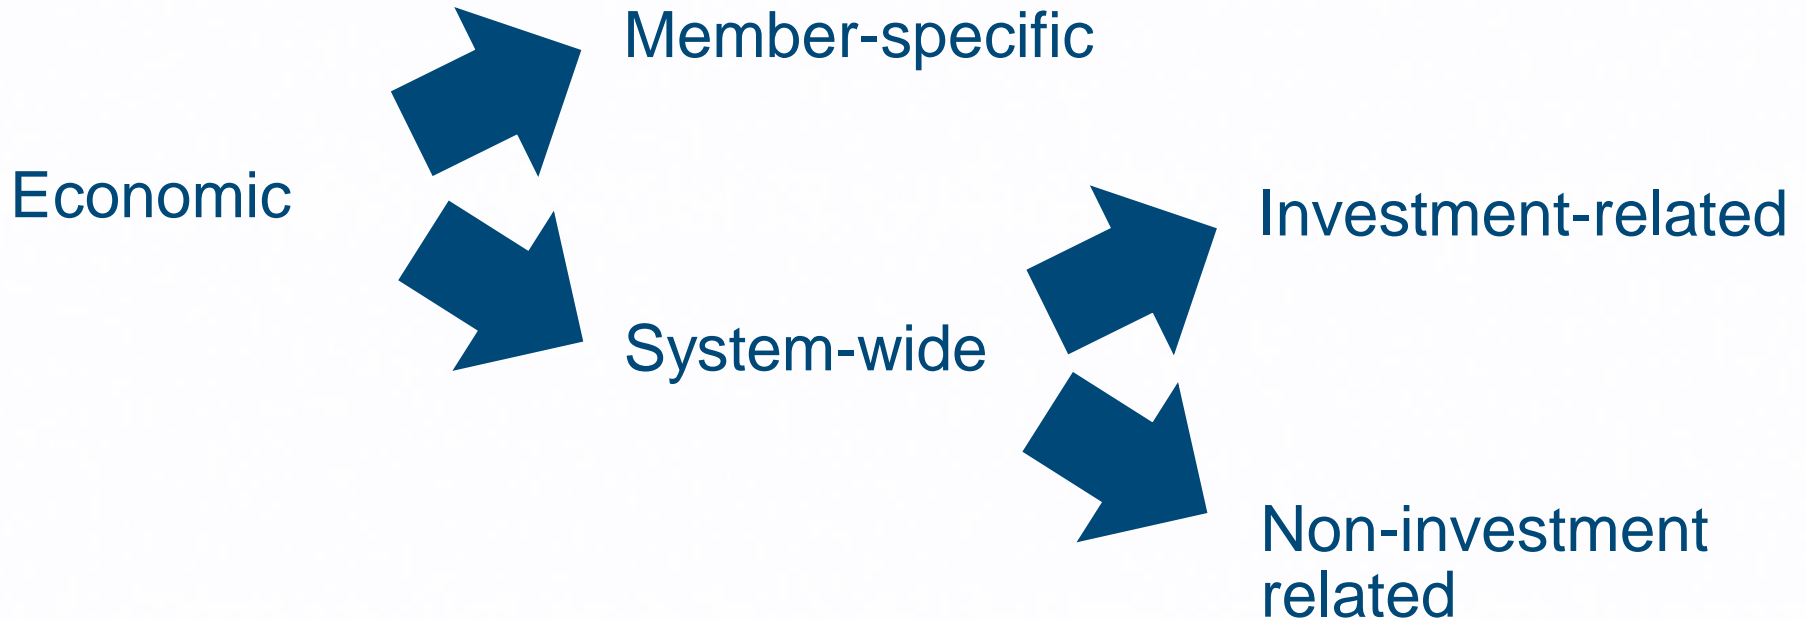 Member-specific
Economic
Investment-related
System-wide
Non-investment
related